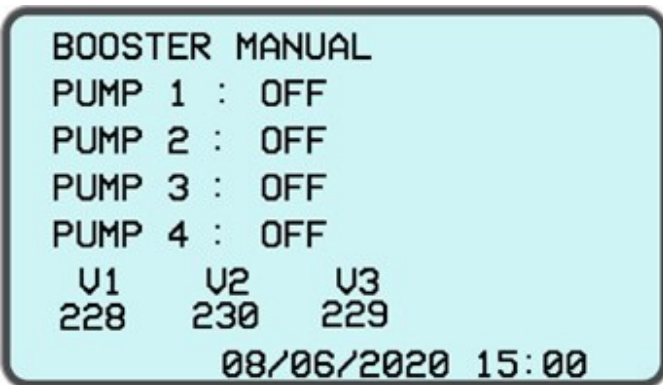 BOOSTER MANUAL
PUMP 1 : OFF
PUMP 2 : OFF
PUMP 3 : OFF
PUMP 4 : OFF
V1 V2 V3
228 230 229
08/06/2020 15:00